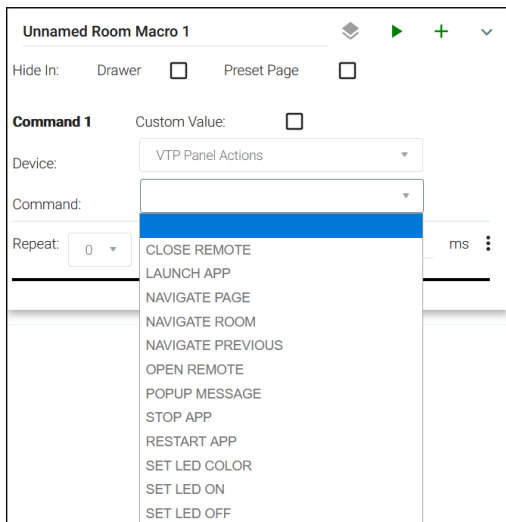 Unnamed Room Macro 1
Hide In: Drawer Preset Page
Command 1 Custom Value:
Device: VTP Panel Actions
Command:
Repeat: 0 ms
CLOSE REMOTE
LAUNCH APP
NAVIGATE PAGE
NAVIGATE ROOM
NAVIGATE PREVIOUS
OPEN REMOTE
POPUP MESSAGE
STOP APP
RESTART APP
SET LED COLOR
SET LED ON
SET LED OFF